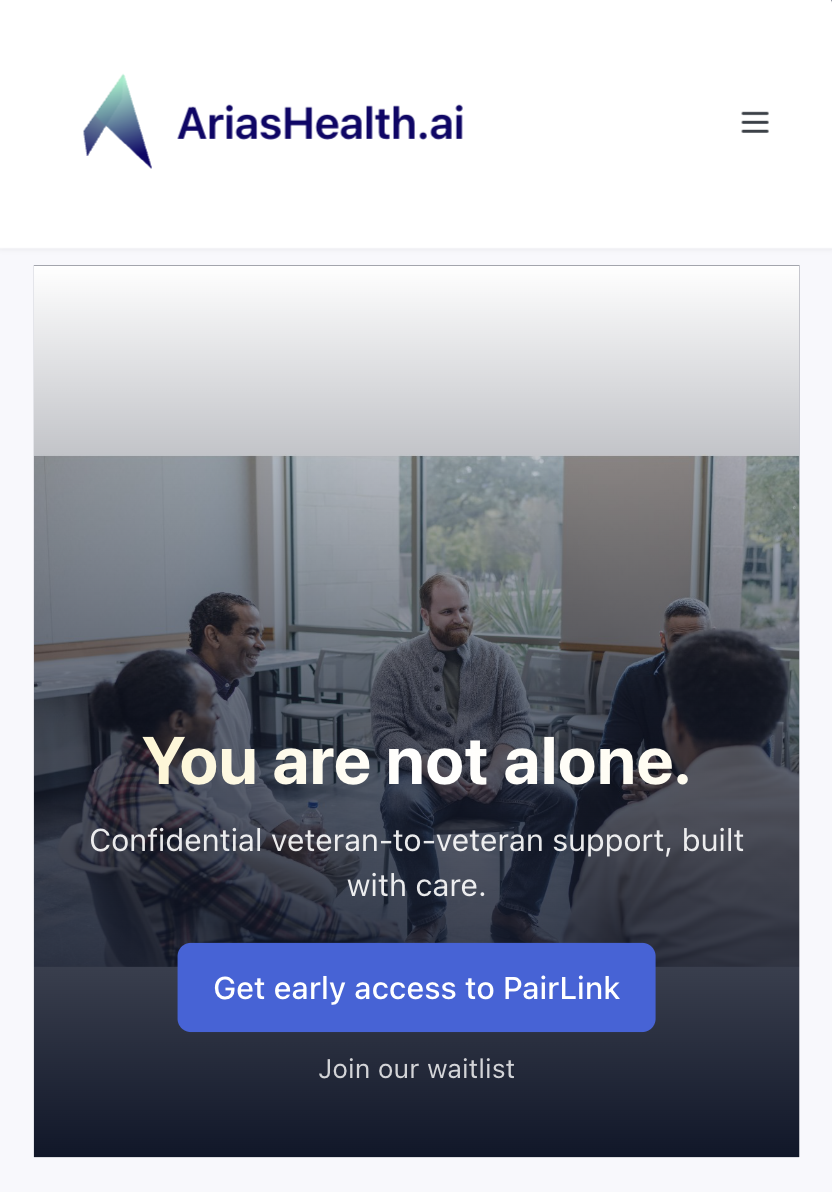 AriasHealth.ai
You are not alone.
Confidential veteran-to-veteran support, built
with care.
Get early access to PairLink
Join our waitlist